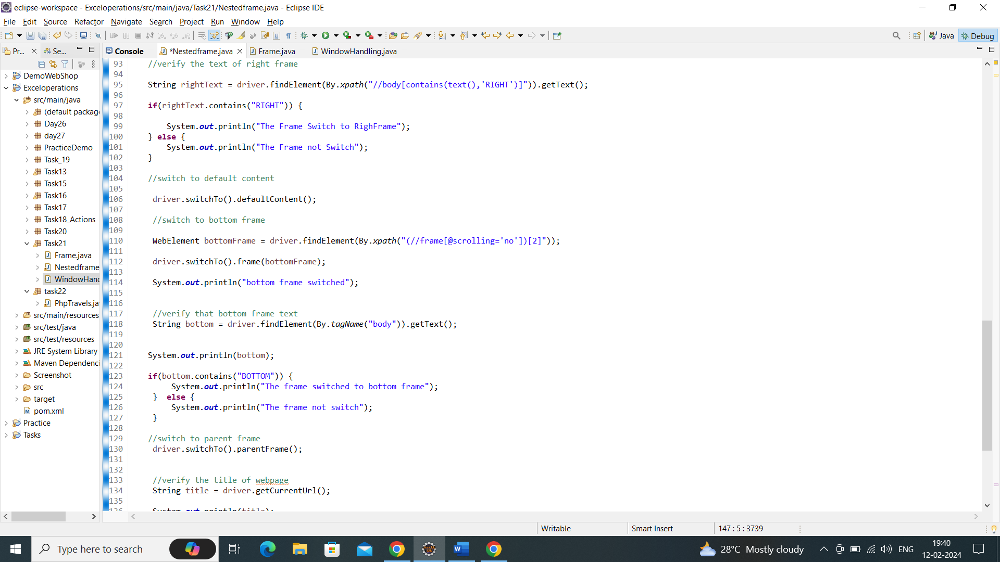 eclipse-workspace - Exceloperations/src/main/java/Task21/Nestedframe.java - Eclipse IDE
File Edit Source Refactor Navigate Search Project Run Window Help
Java Debug
Pr... Se...
Console *Nestedframe.java Frame.java WindowHandling.java
DemoWebShop
Exceloperations
src/main/java
(default packag
Day26
day27
PracticeDemo
Task_19
Task13
Task15
Task16
Task17
Task18_Actions
Task20
Task21
Frame.java
Nestedframe
WindowHand
task22
PhpTravels.ja
src/main/resources
src/test/java
src/test/resources
JRE System Library
Maven Dependenci
Screenshot
src
target
pom.xml
Practice
Tasks
93 //verify the text of right frame
94
95 String rightText = driver.findElement(By.xpath("//body[contains(text(),'RIGHT')]")).getText();
96
97 if(rightText.contains("RIGHT")) {
98
99 System.out.println("The Frame Switch to RighFrame");
100 } else {
101 System.out.println("The Frame not Switch");
102 }
103
104 //switch to default content
105
106 driver.switchTo().defaultContent();
107
108 //switch to bottom frame
109
110 WebElement bottomFrame = driver.findElement(By.xpath("(//frame[@scrolling='no'])[2]"));
111
112 driver.switchTo().frame(bottomFrame);
113
114 System.out.println("bottom frame switched");
115
116
117 //verify that bottom frame text
118 String bottom = driver.findElement(By.tagName("body")).getText();
119
120
121 System.out.println(bottom);
122
123 if(bottom.contains("BOTTOM")) {
124 System.out.println("The frame switched to bottom frame");
125 } else {
126 System.out.println("The frame not switch");
127 }
128
129 //switch to parent frame
130 driver.switchTo().parentFrame();
131
132
133 //verify the title of webpage
134 String title = driver.getCurrentUrl();
135
136 System.out.println(title);
Writable Smart Insert 147 : 5 : 3739
Type here to search
28°C Mostly cloudy
ENG
19:40
12-02-2024